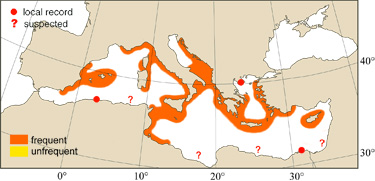 local record
? suspected
40°
?
?
frequent
unfrequent
?
?
30°
0°
10°
20°
30°